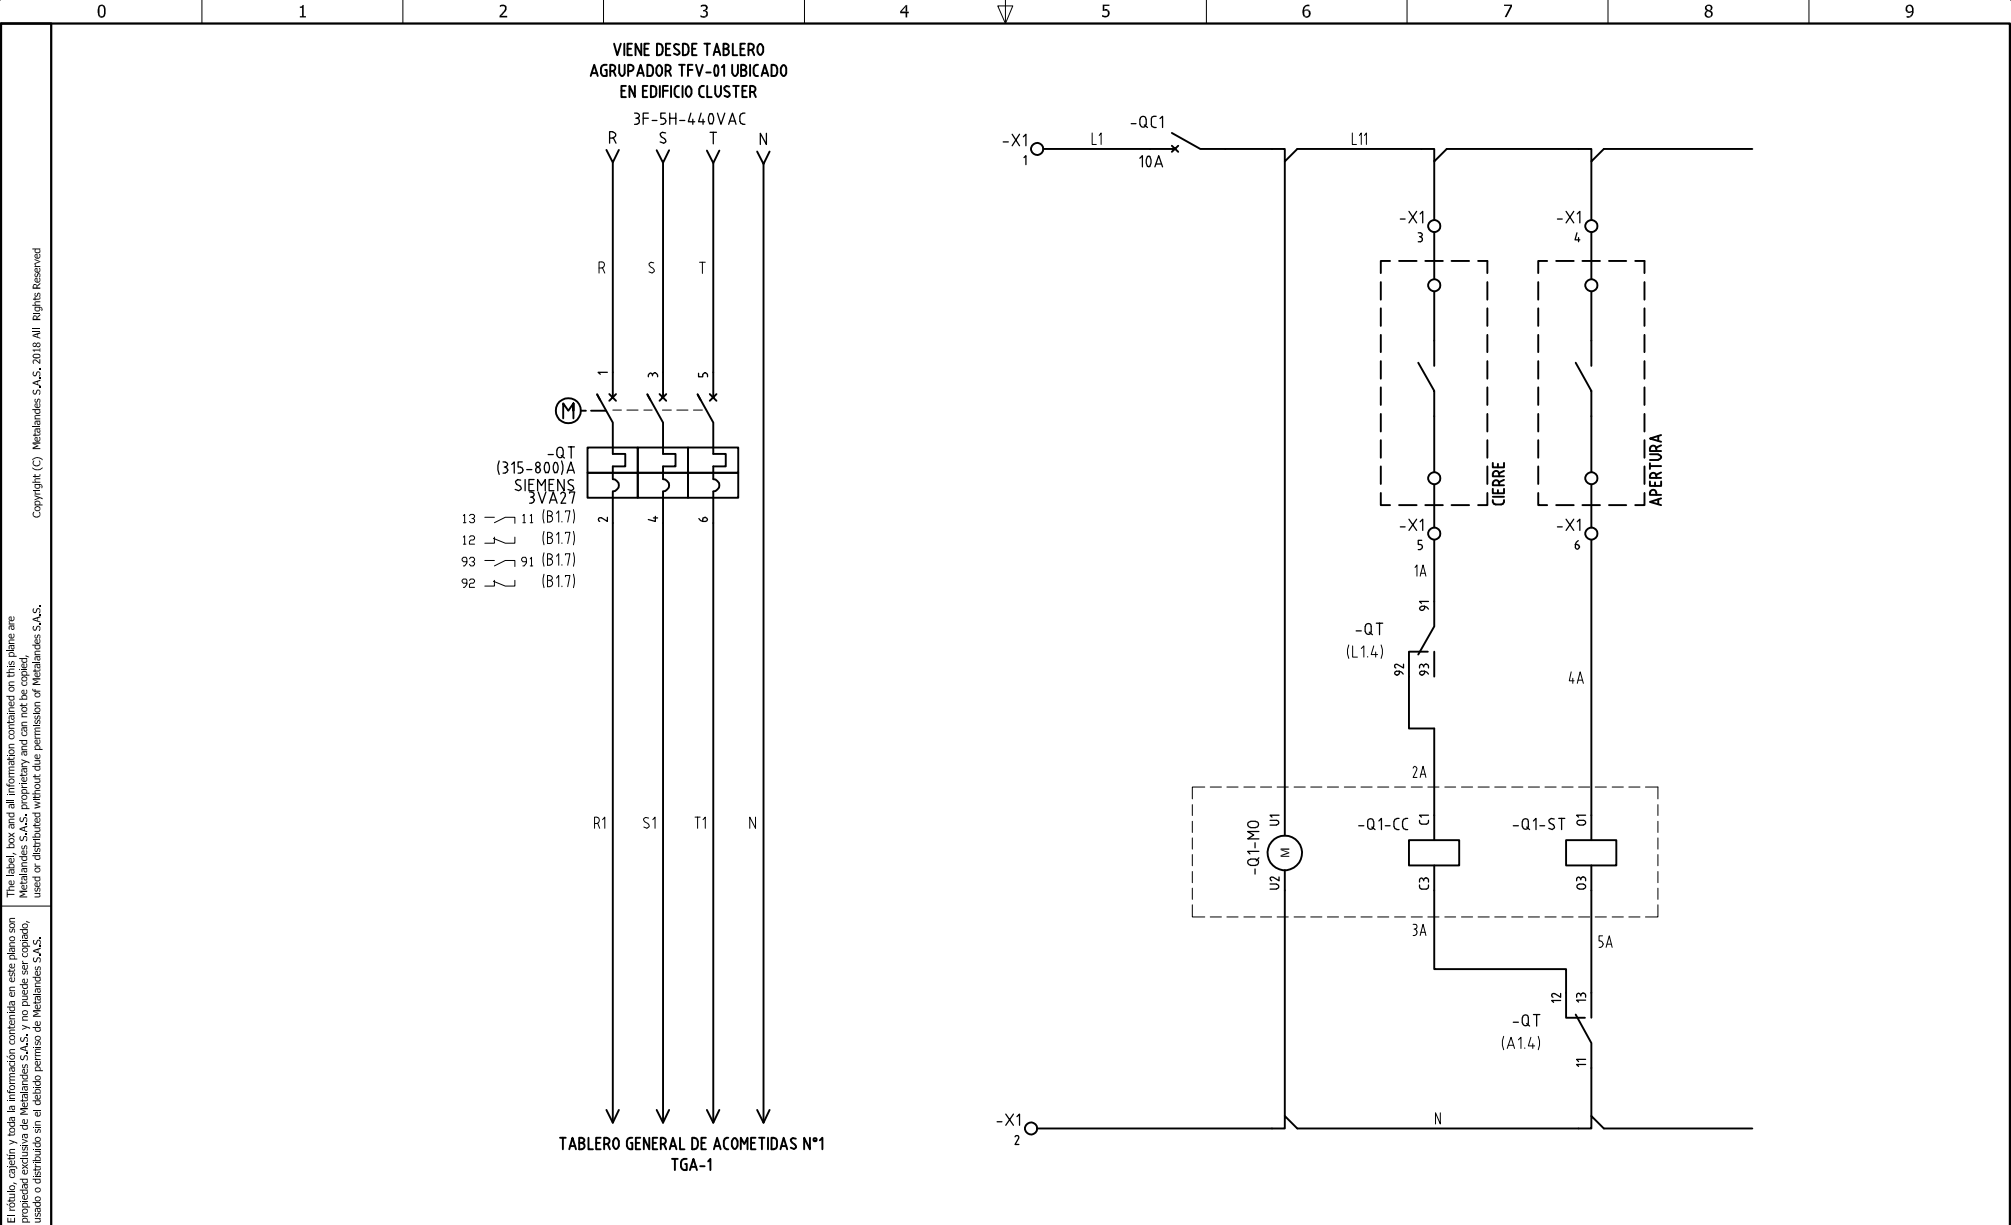 0 1 2 3 4 5 6 7 8 9
VIENE DESDE TABLERO
AGRUPADOR TFV-01 UBICADO
EN EDIFICIO CLUSTER
3F-5H-440VAC
R S T N
R S T
1 3 5
M
-QT
(315-800)A
SIEMENS
3VA27
13 11 (B1.7)
12 (B1.7)
93 91 (B1.7)
92 (B1.7)
2 4 6
R1 S1 T1 N
TABLERO GENERAL DE ACOMETIDAS N°1
TGA-1
-X1
1
L1
-QC1
10A
L11
-X1
3
-X1
4
CIERRE
APERTURA
-X1
5
-X1
6
1A
91
-QT
(L1.4)
92
93
4A
2A
-Q1-MO
U1
M
U2
-Q1-CC
C1
C3
-Q1-ST
01
03
3A
5A
12
13
-QT
(A1.4)
11
-X1
2
N
Copyright (C) Metalandes S.A.S. 2018 All Rights Reserved
The label, box and all information contained on this plane are
Metalandes S.A.S. proprietary and can not be copied,
used or distributed without due permission of Metalandes S.A.S.
El rótulo, cajetín y toda la información contenida en este plano son
propiedad exclusiva de Metalandes S.A.S. y no puede ser copiado,
usado o distribuido sin el debido permiso de Metalandes S.A.S.